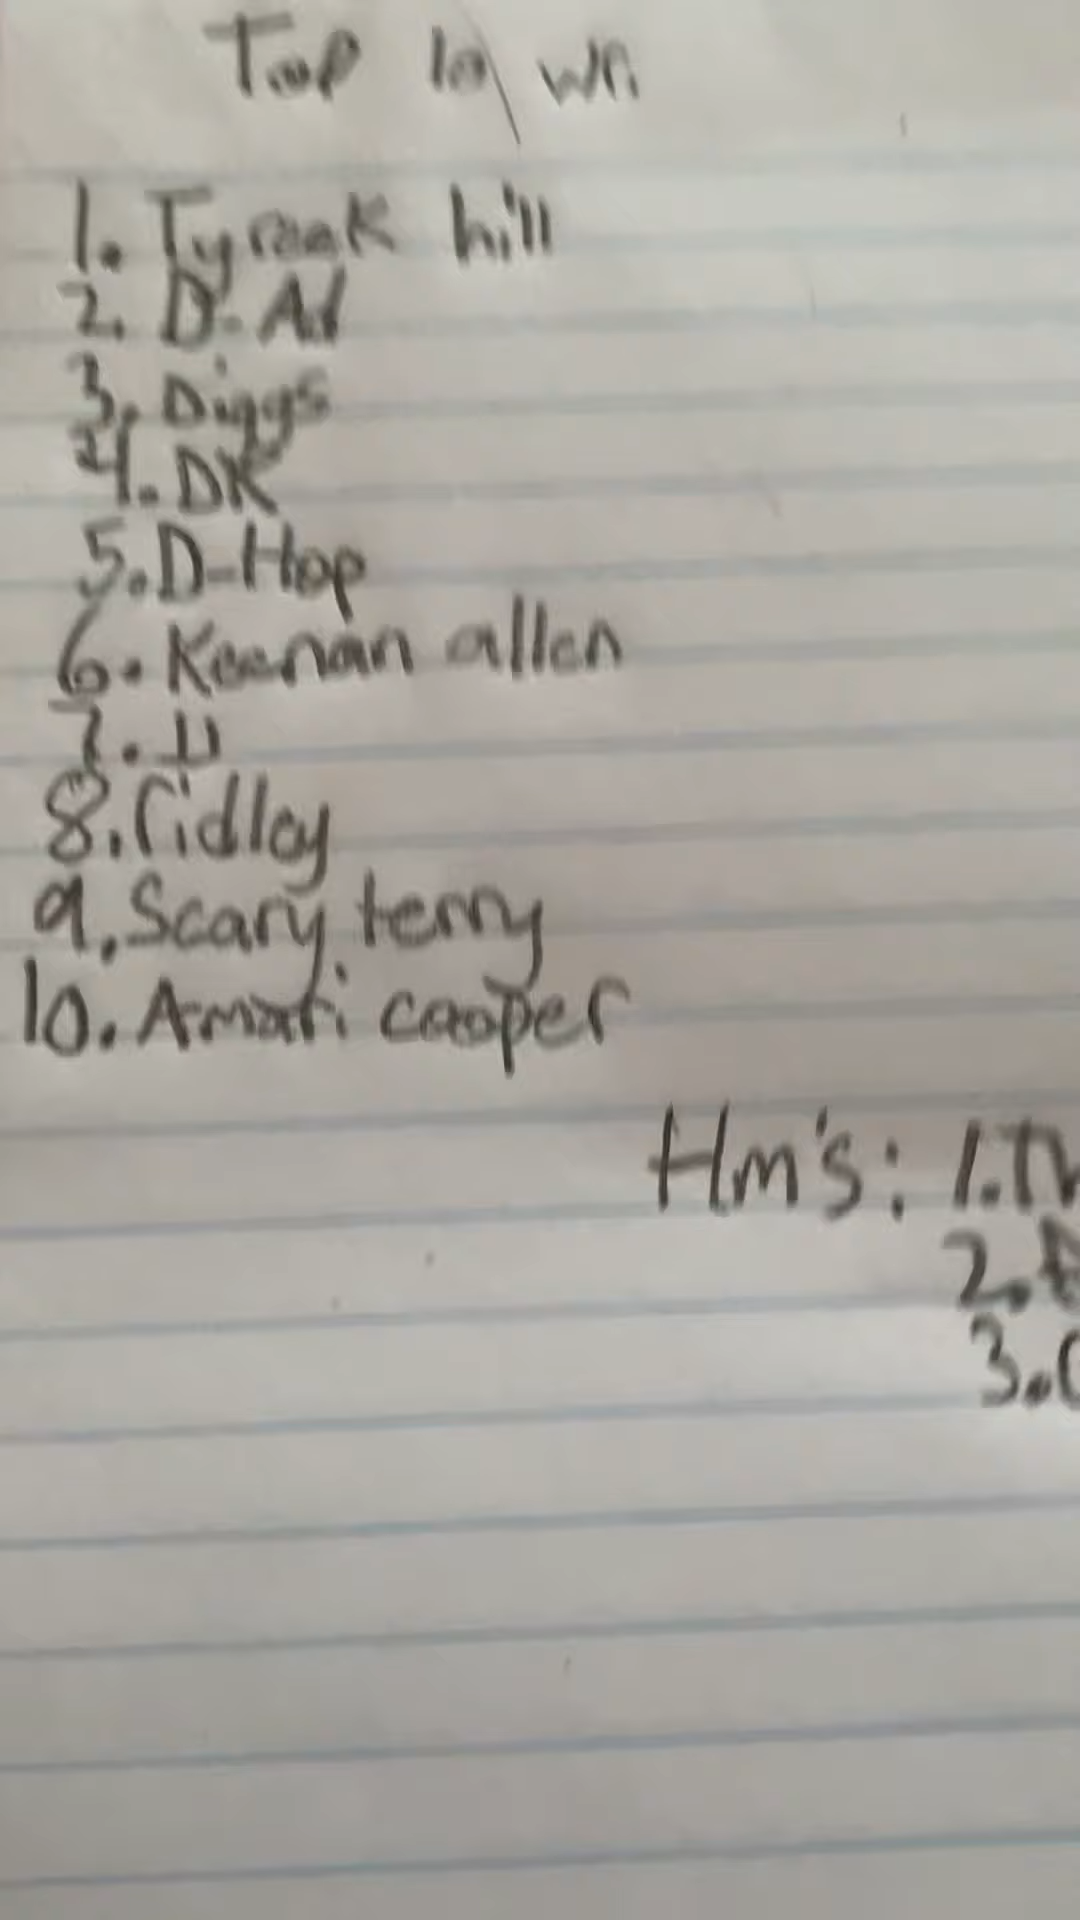 Top 10 WR
1. Tyreek hill
2. D-Ad
3. Diggs
4. DK
5. D-Hop
6. Keenan allen
7. JJ
8. ridley
9. Scary terry
10. Amari cooper
Hm's: 1.
2.
3.